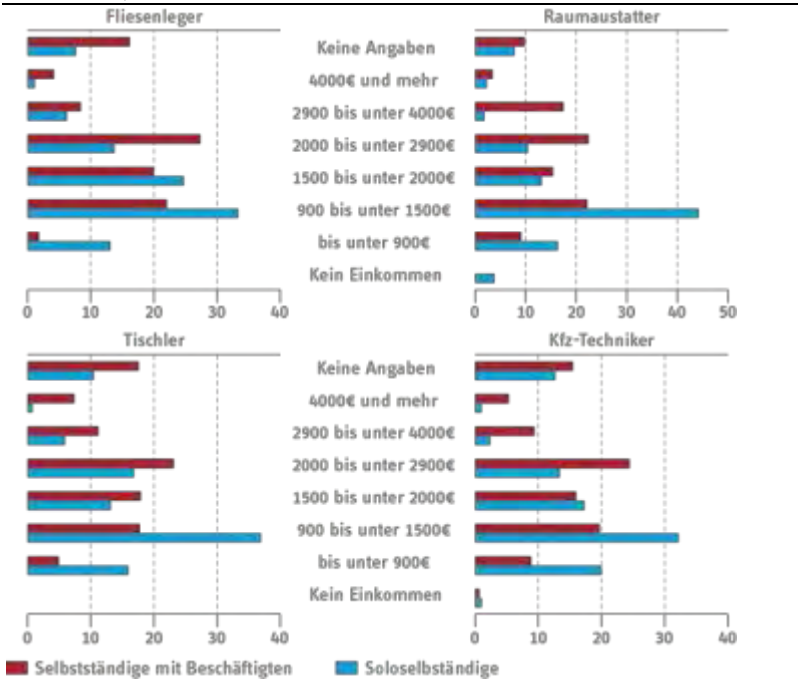 Fliesenleger
Raumaustatter
Keine Angaben
4000€ und mehr
2900 bis unter 4000€
2000 bis unter 2900€
1500 bis unter 2000€
900 bis unter 1500€
bis unter 900€
Kein Einkommen
0 10 20 30 40
0 10 20 30 40 50
Tischler
Kfz-Techniker
Keine Angaben
4000€ und mehr
2900 bis unter 4000€
2000 bis unter 2900€
1500 bis unter 2000€
900 bis unter 1500€
bis unter 900€
Kein Einkommen
0 10 20 30 40
0 10 20 30 40
Selbstständige mit Beschäftigten
Soloselbständige